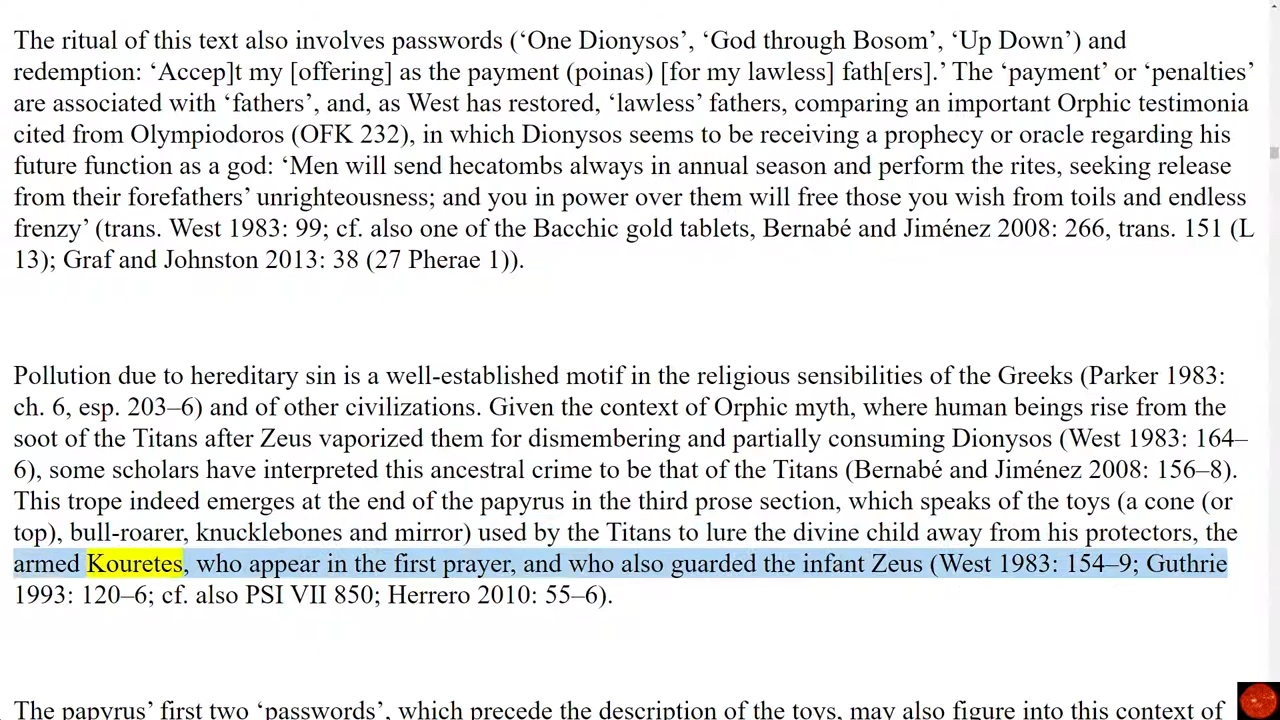 The ritual of this text also involves passwords (‘One Dionysos’, ‘God through Bosom’, ‘Up Down’) and
redemption: ‘Accep]t my [offering] as the payment (poinas) [for my lawless] fath[ers].’ The ‘payment’ or ‘penalties’
are associated with ‘fathers’, and, as West has restored, ‘lawless’ fathers, comparing an important Orphic testimonia
cited from Olympiodoros (OFK 232), in which Dionysos seems to be receiving a prophecy or oracle regarding his
future function as a god: ‘Men will send hecatombs always in annual season and perform the rites, seeking release
from their forefathers’ unrighteousness; and you in power over them will free those you wish from toils and endless
frenzy’ (trans. West 1983: 99; cf. also one of the Bacchic gold tablets, Bernabé and Jiménez 2008: 266, trans. 151 (L
13); Graf and Johnston 2013: 38 (27 Pherae 1)).
Pollution due to hereditary sin is a well-established motif in the religious sensibilities of the Greeks (Parker 1983:
ch. 6, esp. 203–6) and of other civilizations. Given the context of Orphic myth, where human beings rise from the
soot of the Titans after Zeus vaporized them for dismembering and partially consuming Dionysos (West 1983: 164–
6), some scholars have interpreted this ancestral crime to be that of the Titans (Bernabé and Jiménez 2008: 156–8).
This trope indeed emerges at the end of the papyrus in the third prose section, which speaks of the toys (a cone (or
top), bull-roarer, knucklebones and mirror) used by the Titans to lure the divine child away from his protectors, the
armed Kouretes, who appear in the first prayer, and who also guarded the infant Zeus (West 1983: 154–9; Guthrie
1993: 120–6; cf. also PSI VII 850; Herrero 2010: 55–6).
The papyrus’ first two ‘passwords’, which precede the description of the toys, may also figure into this context of